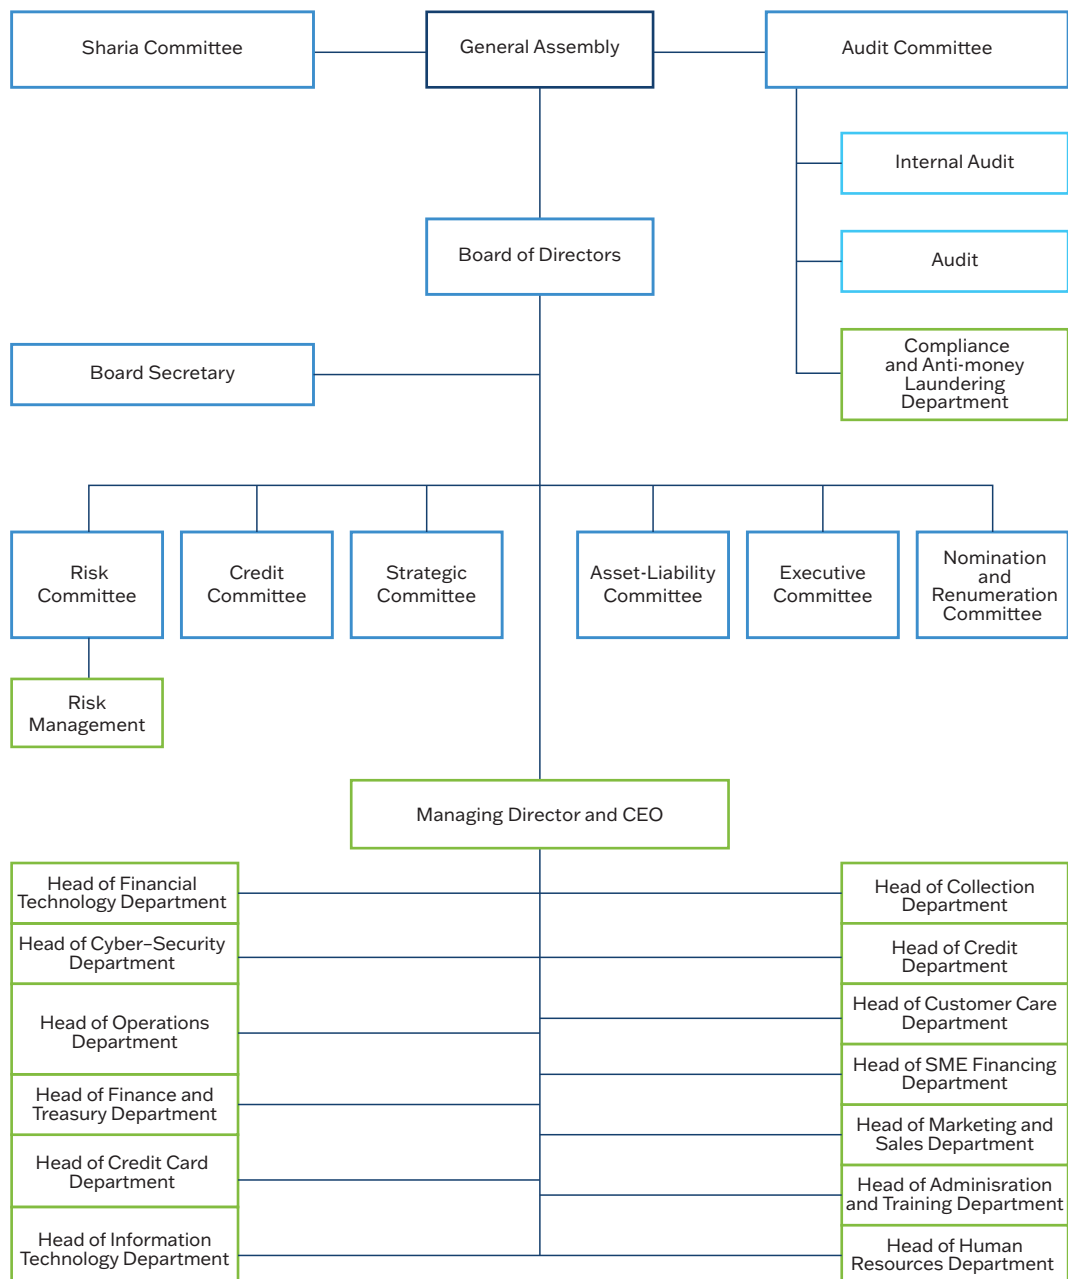 Sharia Committee
General Assembly
Audit Committee
Internal Audit
Audit
Compliance
and Anti-money
Laundering
Department
Board of Directors
Board Secretary
Risk
Committee
Credit
Committee
Strategic
Committee
Asset-Liability
Committee
Executive
Committee
Nomination
and
Renumeration
Committee
Risk
Management
Managing Director and CEO
Head of Financial
Technology Department
Head of Cyber–Security
Department
Head of Operations
Department
Head of Finance and
Treasury Department
Head of Credit Card
Department
Head of Information
Technology Department
Head of Collection
Department
Head of Credit
Department
Head of Customer Care
Department
Head of SME Financing
Department
Head of Marketing and
Sales Department
Head of Adminisration
and Training Department
Head of Human
Resources Department